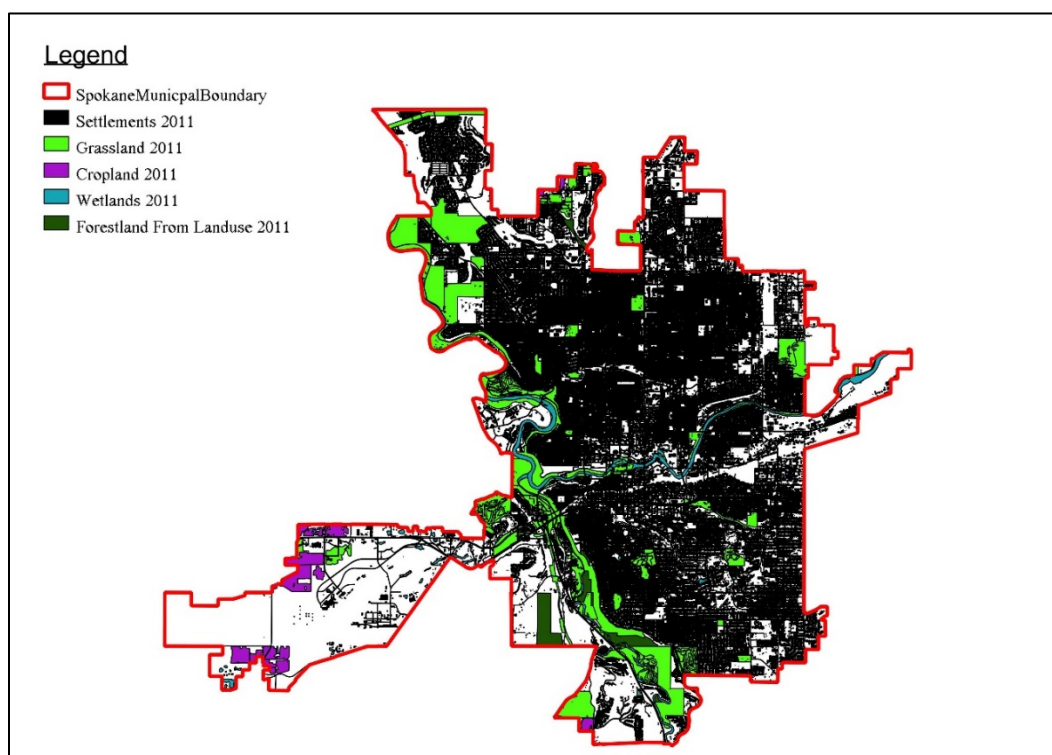 Legend
SpokaneMunicpalBoundary
Settlements 2011
Grassland 2011
Cropland 2011
Wetlands 2011
Forestland From Landuse 2011